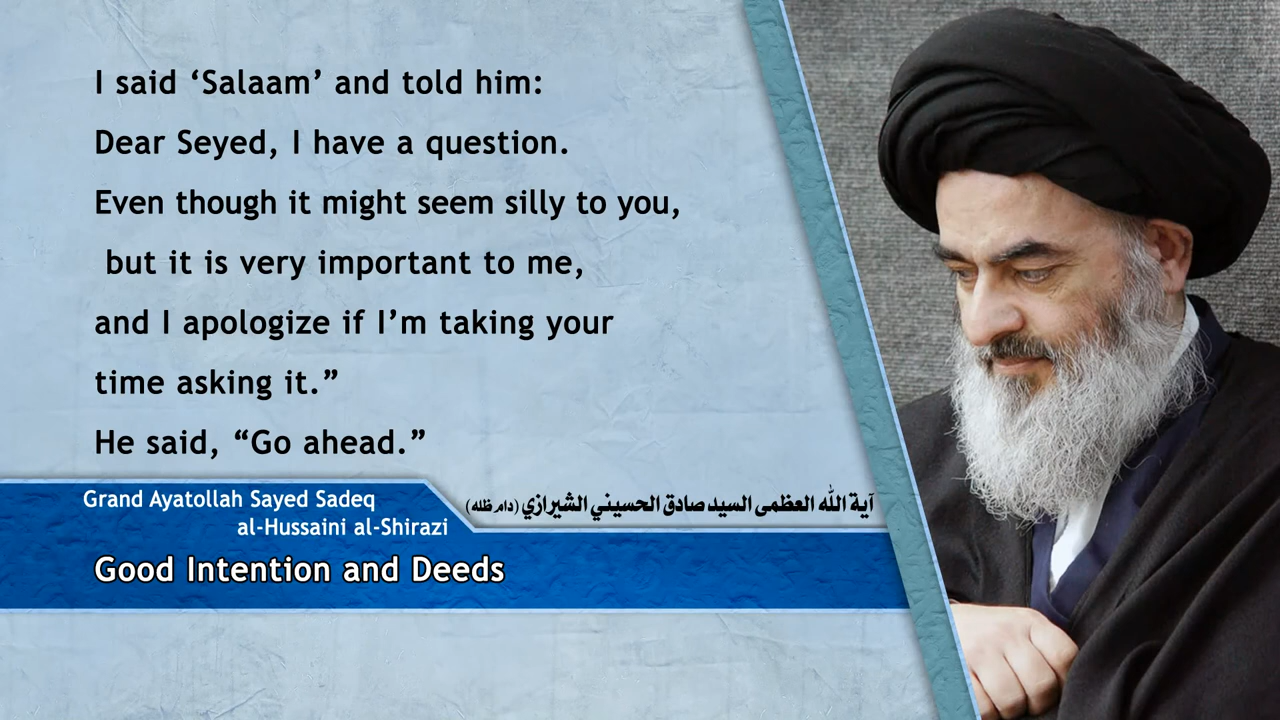 I said ‘Salaam’ and told him:
Dear Seyed, I have a question.
Even though it might seem silly to you,
but it is very important to me,
and I apologize if I’m taking your
time asking it.”
He said, “Go ahead.”
Grand Ayatollah Sayed Sadeq
al-Hussaini al-Shirazi
آية الله العظمى السيد صادق الحسيني الشيرازي (دام ظله)
Good Intention and Deeds